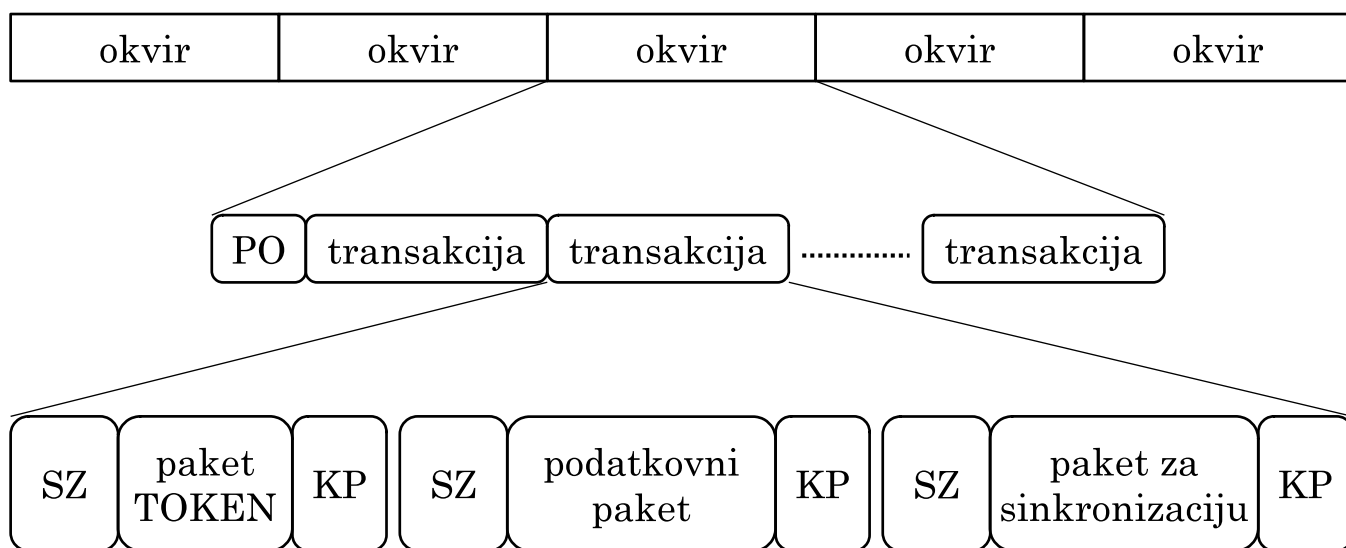 okvir okvir okvir okvir okvir
PO transakcija transakcija .............. transakcija
SZ paket TOKEN KP SZ podatkovni paket KP SZ paket za sinkronizaciju KP